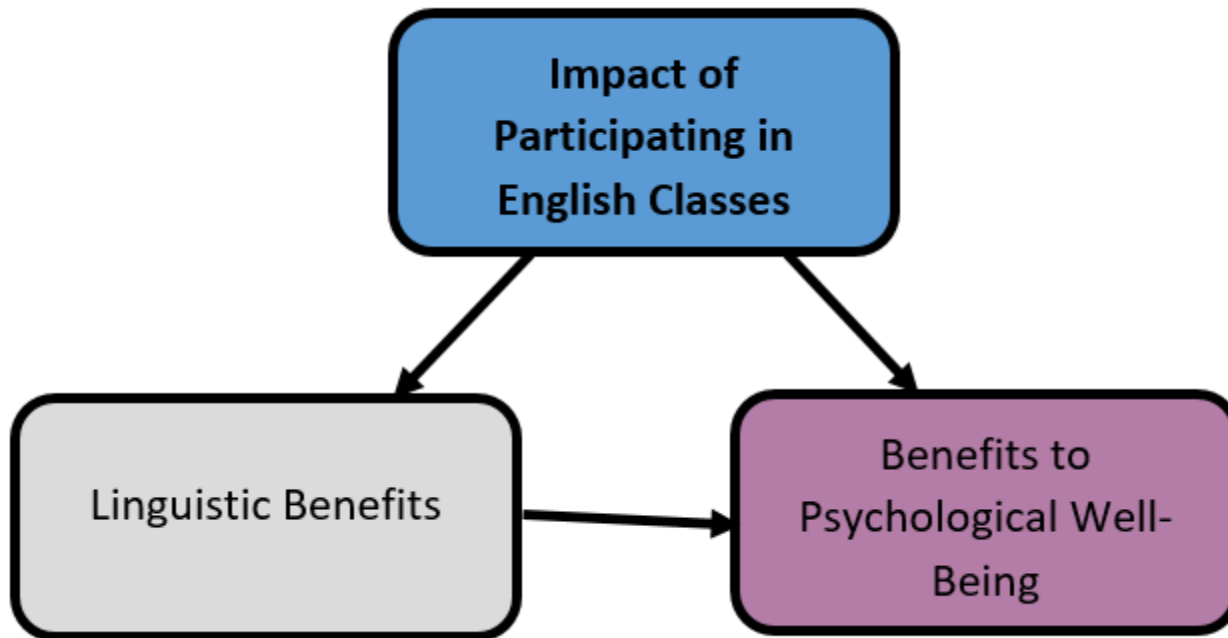 Impact of
Participating in
English Classes
Linguistic Benefits
Benefits to
Psychological Well-
Being